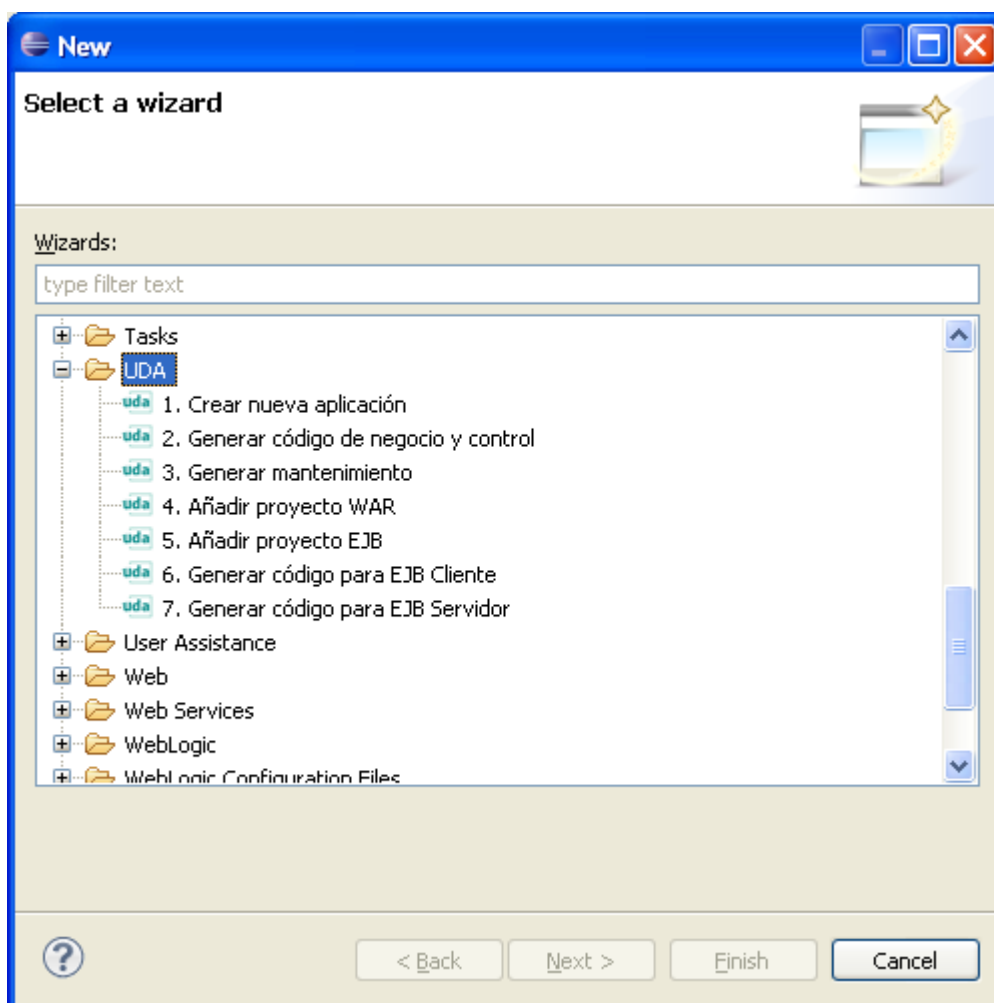 New
Select a wizard
Wizards:
type filter text
Tasks
UDA
uda 1. Crear nueva aplicación
uda 2. Generar código de negocio y control
uda 3. Generar mantenimiento
uda 4. Añadir proyecto WAR
uda 5. Añadir proyecto EJB
uda 6. Generar código para EJB Cliente
uda 7. Generar código para EJB Servidor
User Assistance
Web
Web Services
WebLogic
WebLogic Configuration Files
? < Back Next > Finish Cancel